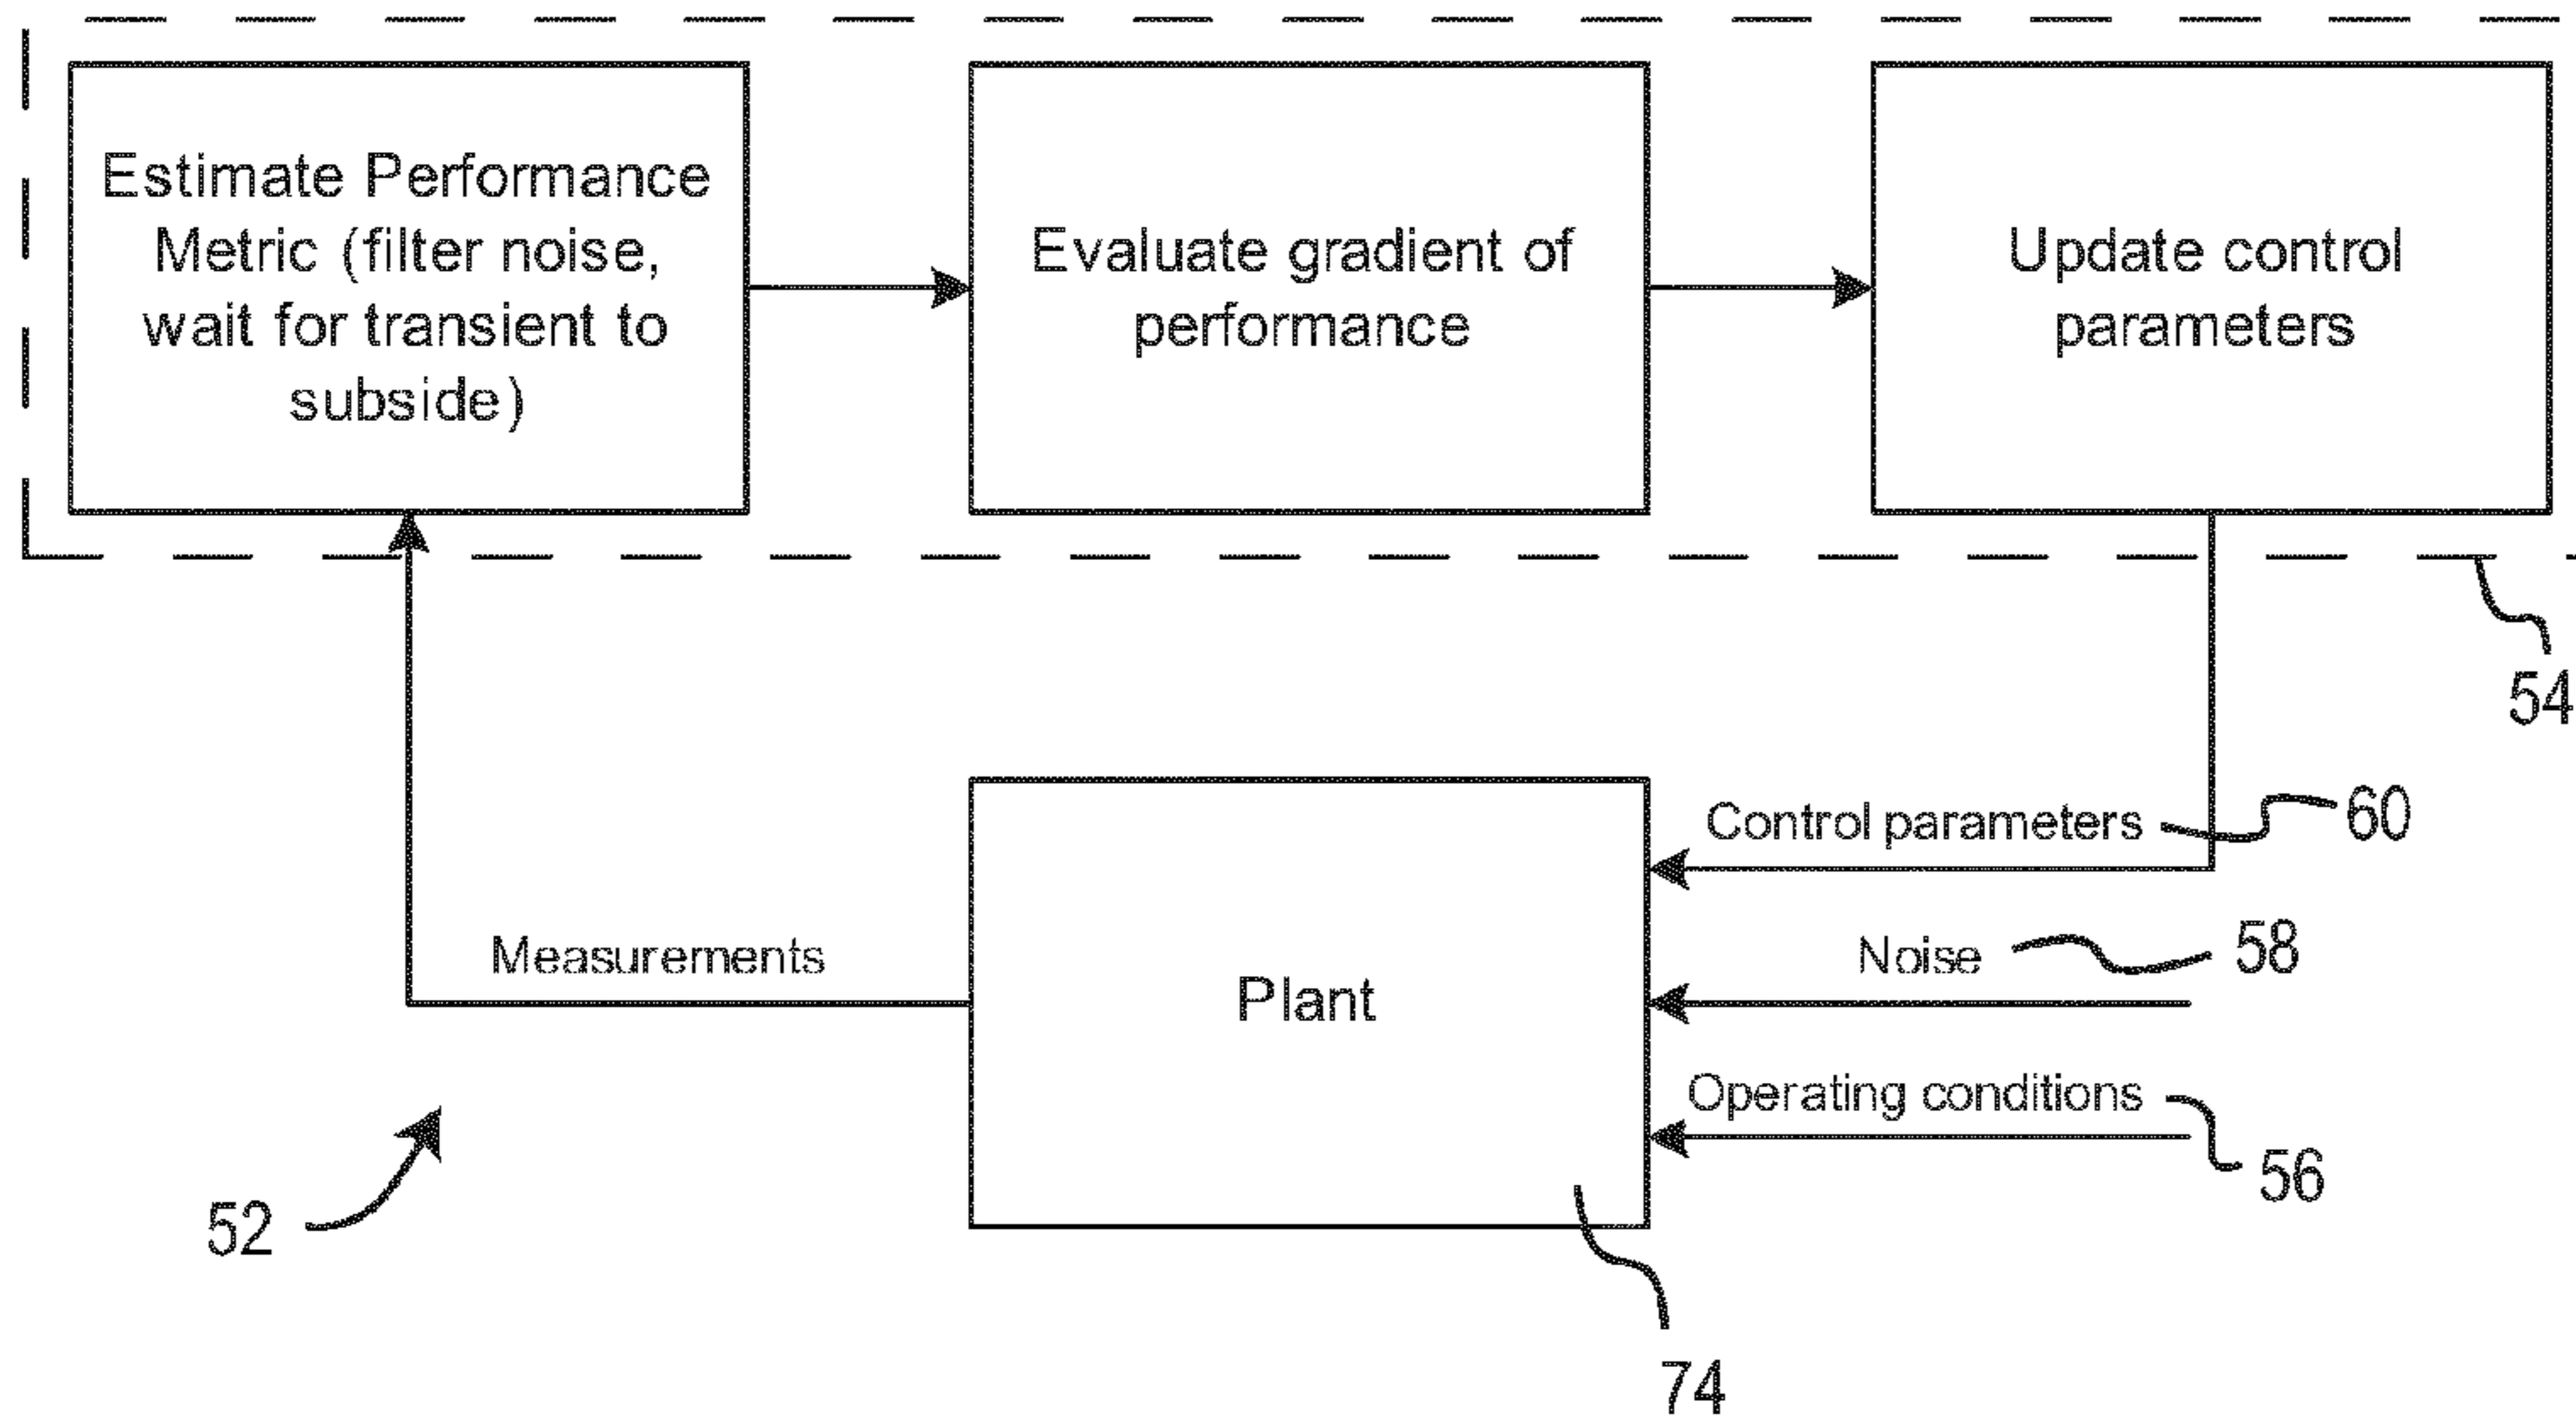 Estimate Performance
Metric (filter noise,
wait for transient to
subside)
Evaluate gradient of
performance
Update control
parameters
54
Control parameters
60
Measurements
Noise
58
Plant
Operating conditions
56
52
74